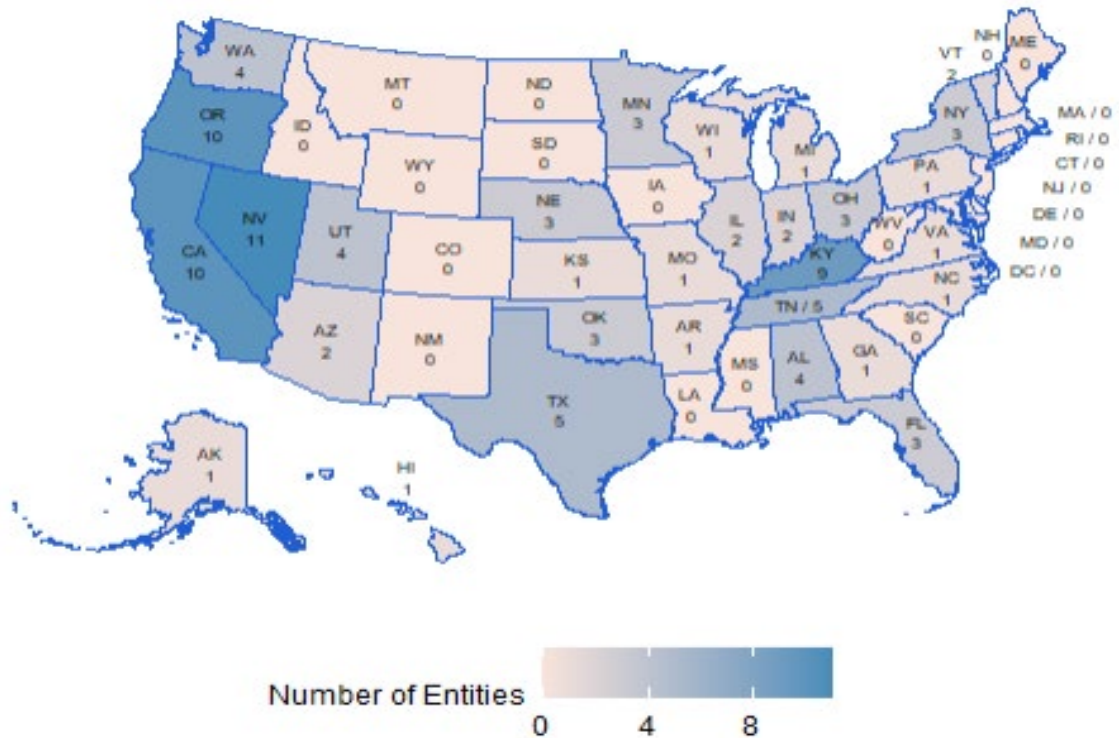 WA
4
OR
10
CA
10
NV
11
ID
0
MT
0
WY
0
UT
4
AZ
2
CO
0
NM
0
ND
0
SD
0
NE
3
KS
1
OK
3
TX
5
MN
3
IA
0
MO
1
AR
1
LA
0
WI
1
IL
2
MI
1
IN
2
OH
3
KY
9
TN / 5
MS
0
AL
4
GA
1
FL
3
SC
0
NC
1
VA
1
WV
0
PA
1
NY
3
VT
2
NH
0
ME
0
MA / 0
RI / 0
CT / 0
NJ / 0
DE / 0
MD / 0
DC / 0
AK
1
HI
1
Number of Entities
0 4 8